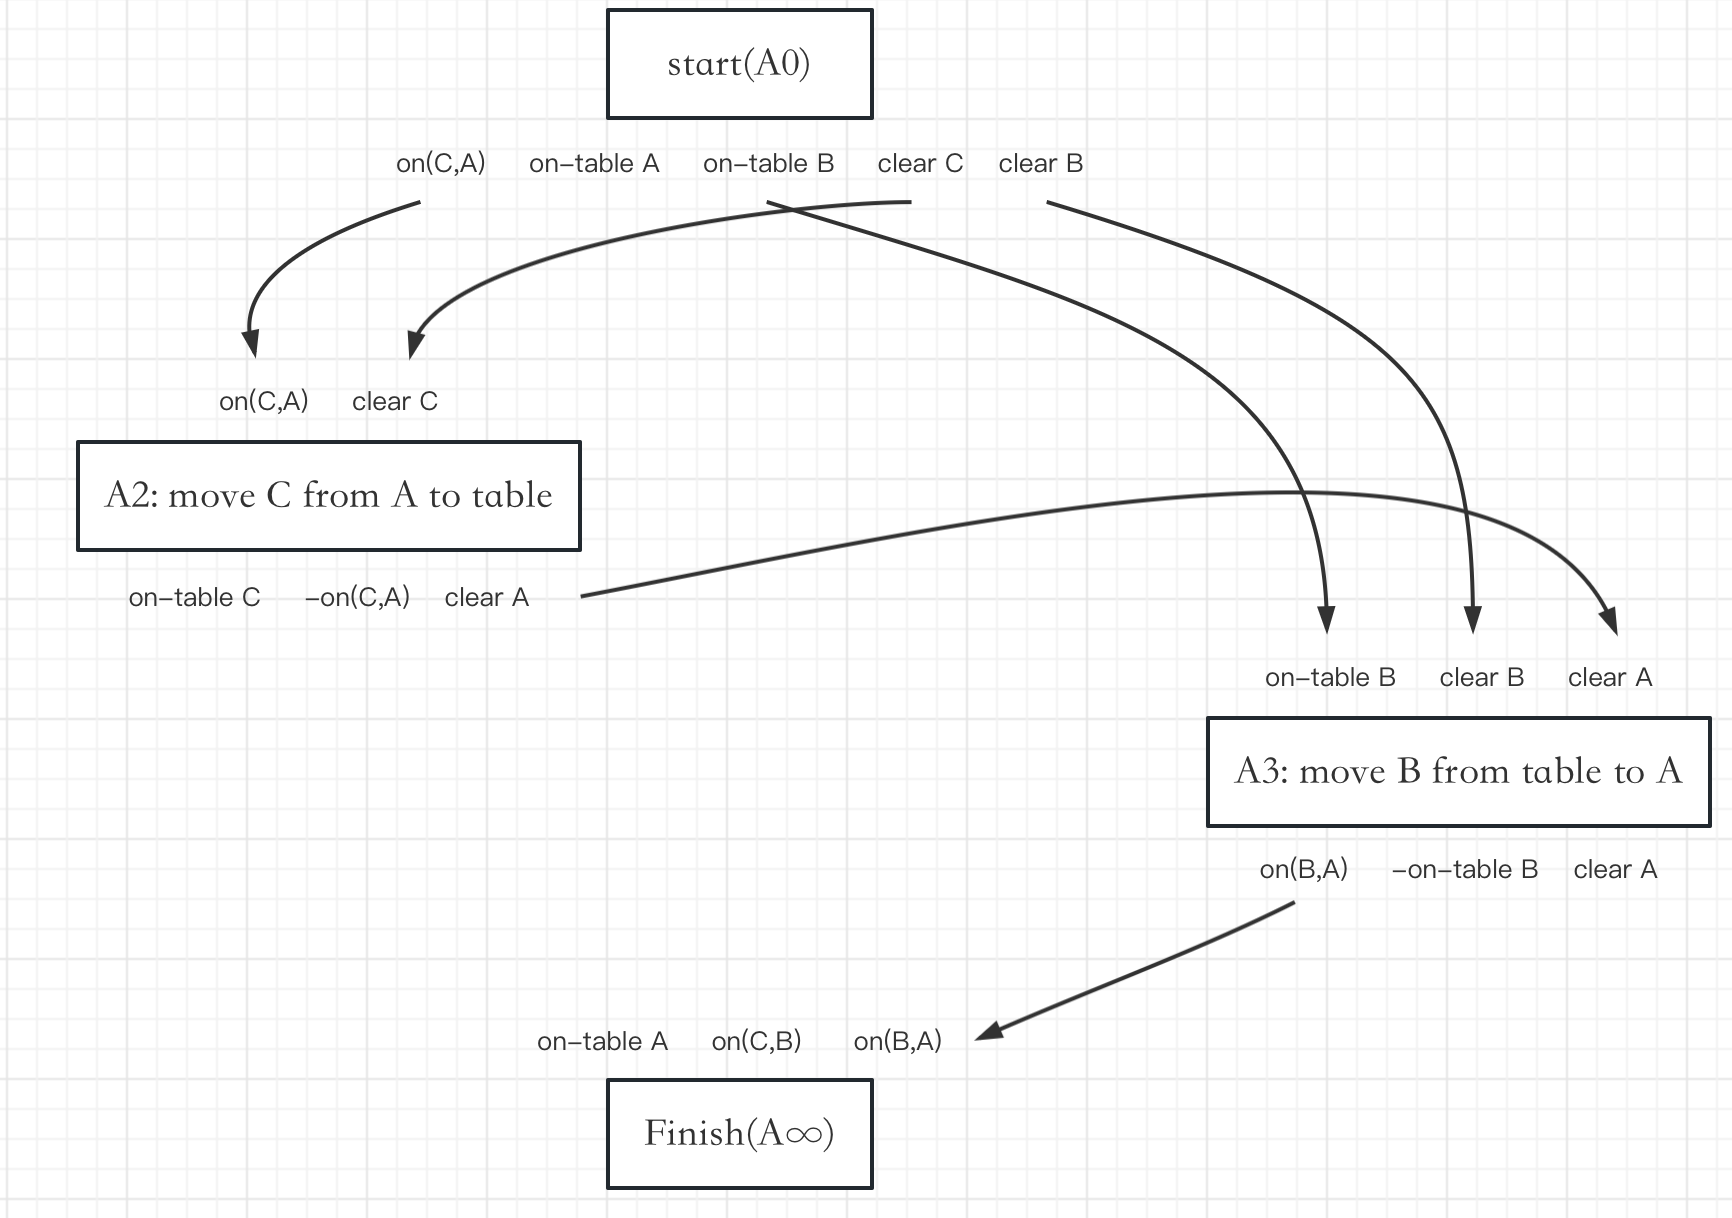 start(A0)
on(C,A) on-table A on-table B clear C clear B
on(C,A) clear C
A2: move C from A to table
on-table C -on(C,A) clear A
on-table B clear B clear A
A3: move B from table to A
on(B,A) -on-table B clear A
on-table A on(C,B) on(B,A)
Finish(A∞)